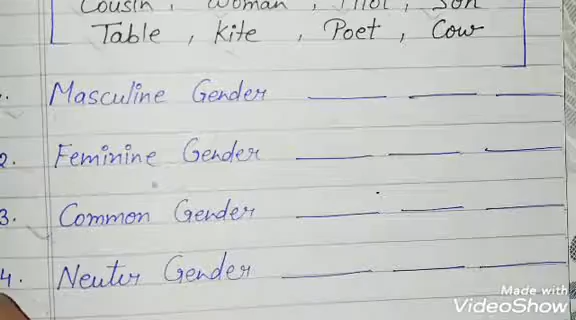 Cousin , Woman , , Son
Table , Kite , Poet , Cow
Masculine Gender
2. Feminine Gender
3. Common Gender
4. Neuter Gender
Made with
VideoShow